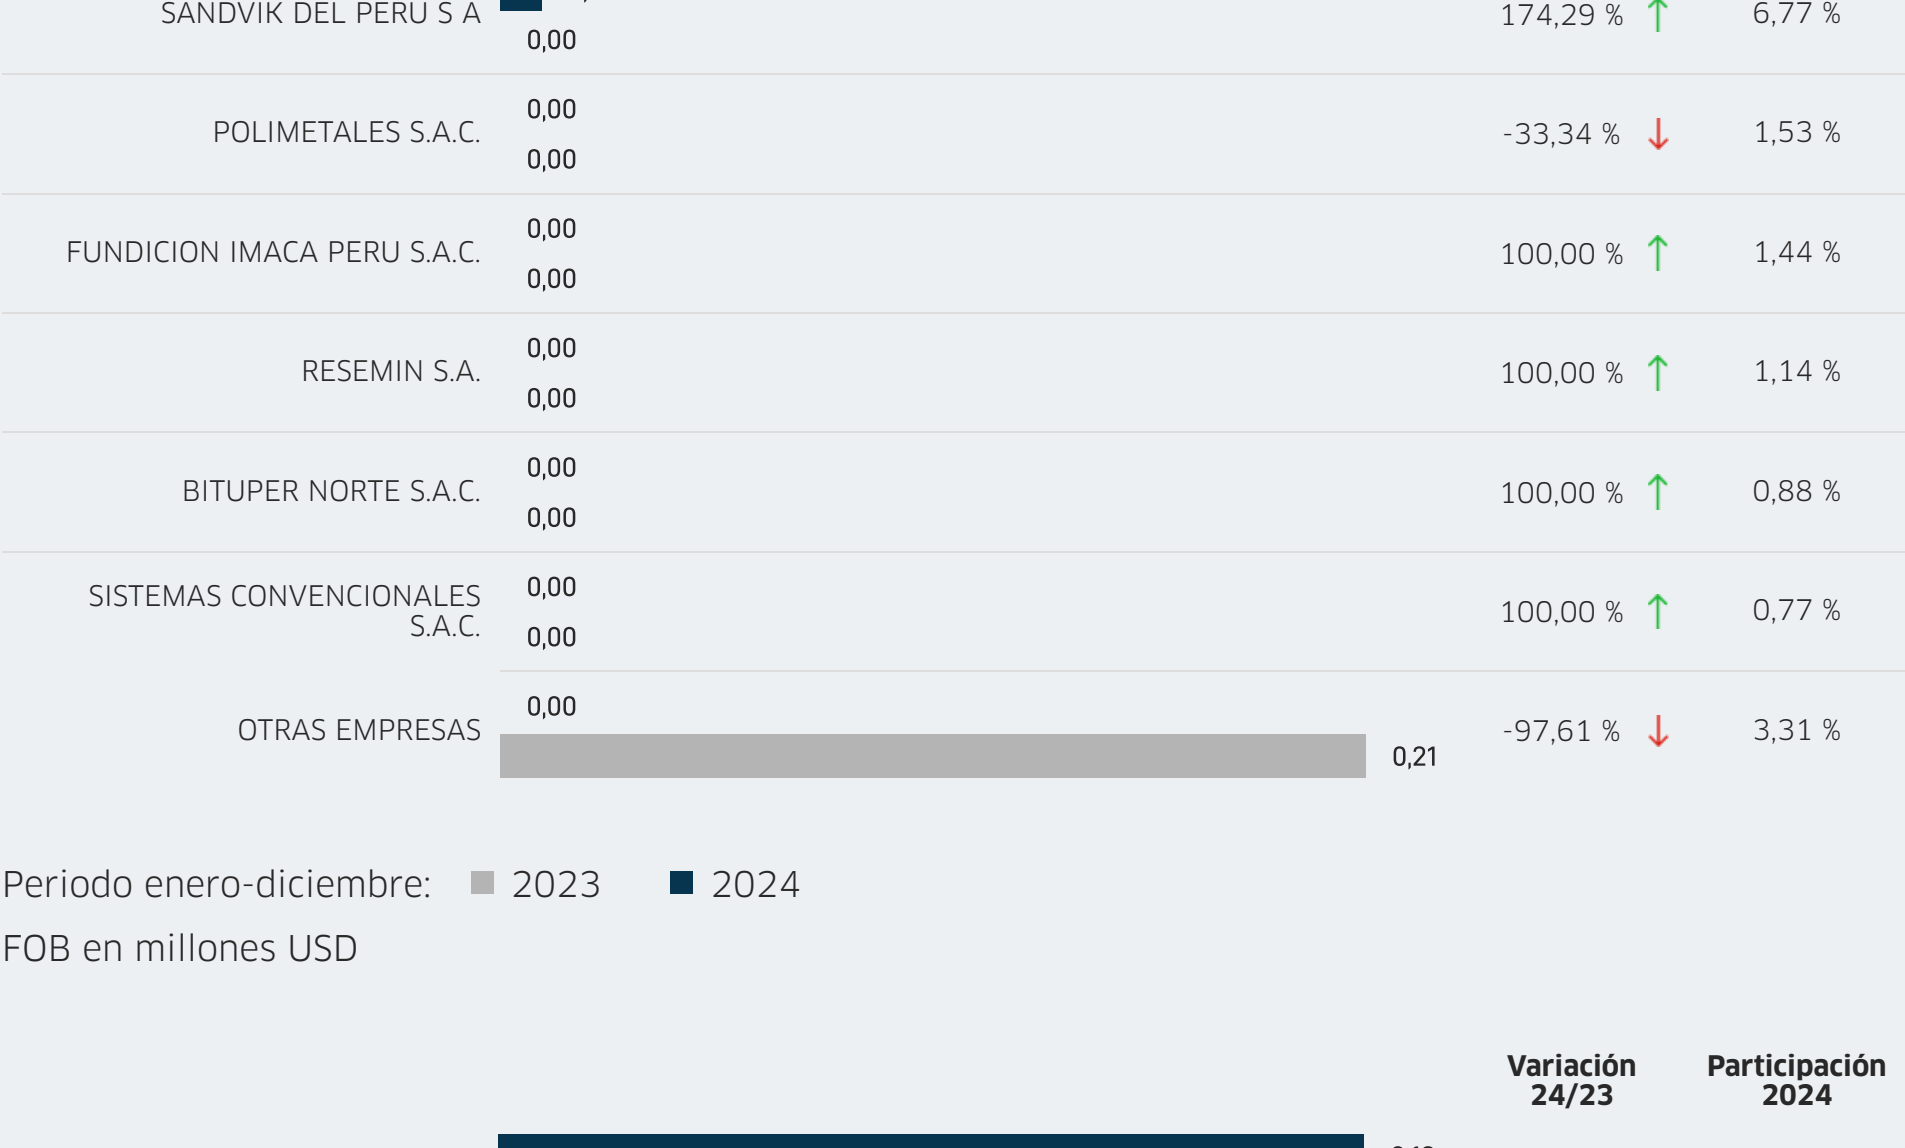 SANDVIK DEL PERU S A
0,00
174,29 %
6,77 %
POLIMETALES S.A.C.
0,00
0,00
-33,34 %
1,53 %
FUNDICION IMACA PERU S.A.C.
0,00
0,00
100,00 %
1,44 %
RESEMIN S.A.
0,00
0,00
100,00 %
1,14 %
BITUPER NORTE S.A.C.
0,00
0,00
100,00 %
0,88 %
SISTEMAS CONVENCIONALES
S.A.C.
0,00
0,00
100,00 %
0,77 %
OTRAS EMPRESAS
0,00
0,21
-97,61 %
3,31 %
Periodo enero-diciembre: 2023 2024
FOB en millones USD
Variación
24/23
Participación
2024